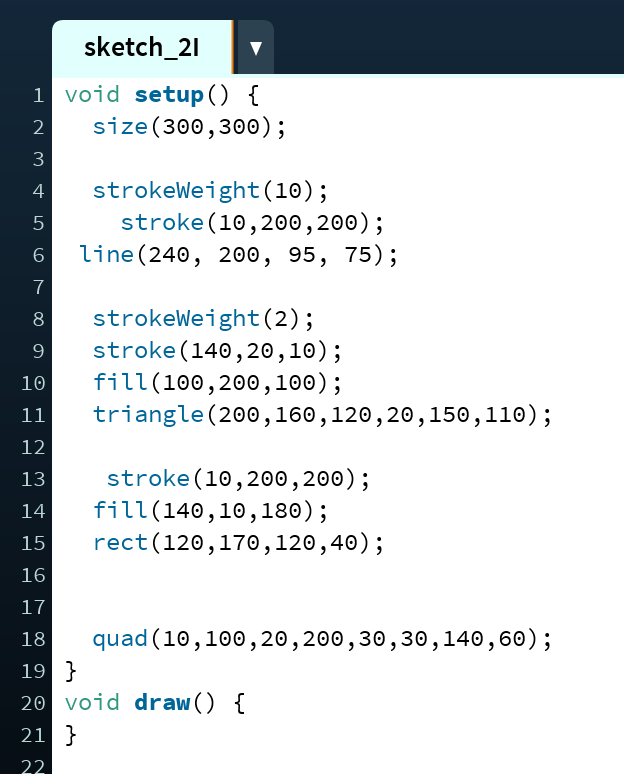 sketch_2I ▼
1 void setup() {
2   size(300,300);
3
4   strokeWeight(10);
5     stroke(10,200,200);
6  line(240, 200, 95, 75);
7
8   strokeWeight(2);
9   stroke(140,20,10);
10   fill(100,200,100);
11   triangle(200,160,120,20,150,110);
12
13    stroke(10,200,200);
14   fill(140,10,180);
15   rect(120,170,120,40);
16
17
18   quad(10,100,20,200,30,30,140,60);
19 }
20 void draw() {
21 }
22